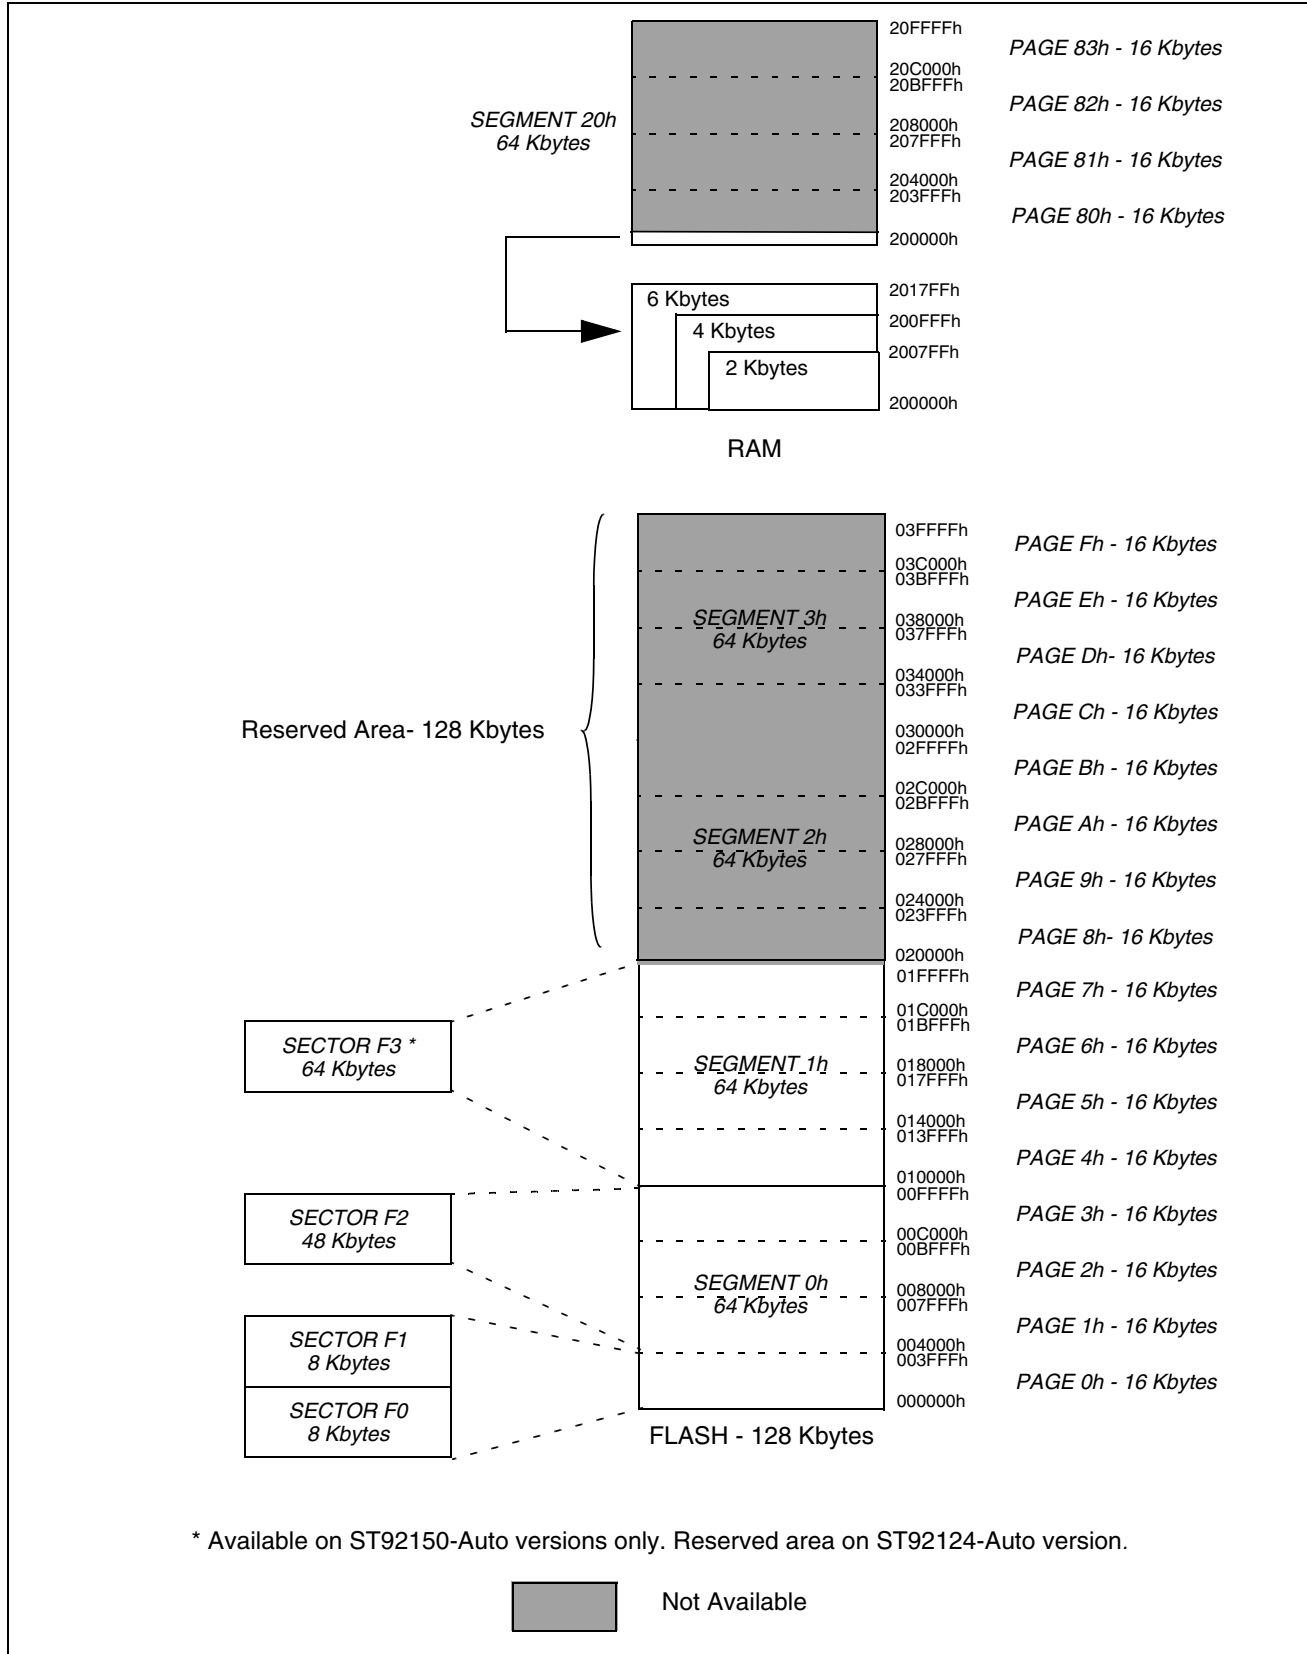 20FFFFh
PAGE 83h - 16 Kbytes
20C000h
20BFFFh
PAGE 82h - 16 Kbytes
SEGMENT 20h
64 Kbytes
208000h
207FFFh
PAGE 81h - 16 Kbytes
204000h
203FFFh
PAGE 80h - 16 Kbytes
200000h
6 Kbytes
2017FFh
4 Kbytes
200FFFh
2 Kbytes
2007FFh
200000h
RAM
03FFFFh
PAGE Fh - 16 Kbytes
03C000h
03BFFFh
PAGE Eh - 16 Kbytes
SEGMENT 3h
64 Kbytes
038000h
037FFFh
PAGE Dh- 16 Kbytes
034000h
033FFFh
PAGE Ch - 16 Kbytes
Reserved Area- 128 Kbytes
030000h
02FFFFh
PAGE Bh - 16 Kbytes
02C000h
02BFFFh
PAGE Ah - 16 Kbytes
SEGMENT 2h
64 Kbytes
028000h
027FFFh
PAGE 9h - 16 Kbytes
024000h
023FFFh
PAGE 8h- 16 Kbytes
020000h
01FFFFh
PAGE 7h - 16 Kbytes
01C000h
01BFFFh
PAGE 6h - 16 Kbytes
SECTOR F3 *
64 Kbytes
SEGMENT 1h
64 Kbytes
018000h
017FFFh
PAGE 5h - 16 Kbytes
014000h
013FFFh
PAGE 4h - 16 Kbytes
010000h
00FFFFh
PAGE 3h - 16 Kbytes
SECTOR F2
48 Kbytes
00C000h
00BFFFh
PAGE 2h - 16 Kbytes
SEGMENT 0h
64 Kbytes
008000h
007FFFh
PAGE 1h - 16 Kbytes
SECTOR F1
8 Kbytes
004000h
003FFFh
PAGE 0h - 16 Kbytes
000000h
SECTOR F0
8 Kbytes
FLASH - 128 Kbytes
* Available on ST92150-Auto versions only. Reserved area on ST92124-Auto version.
Not Available